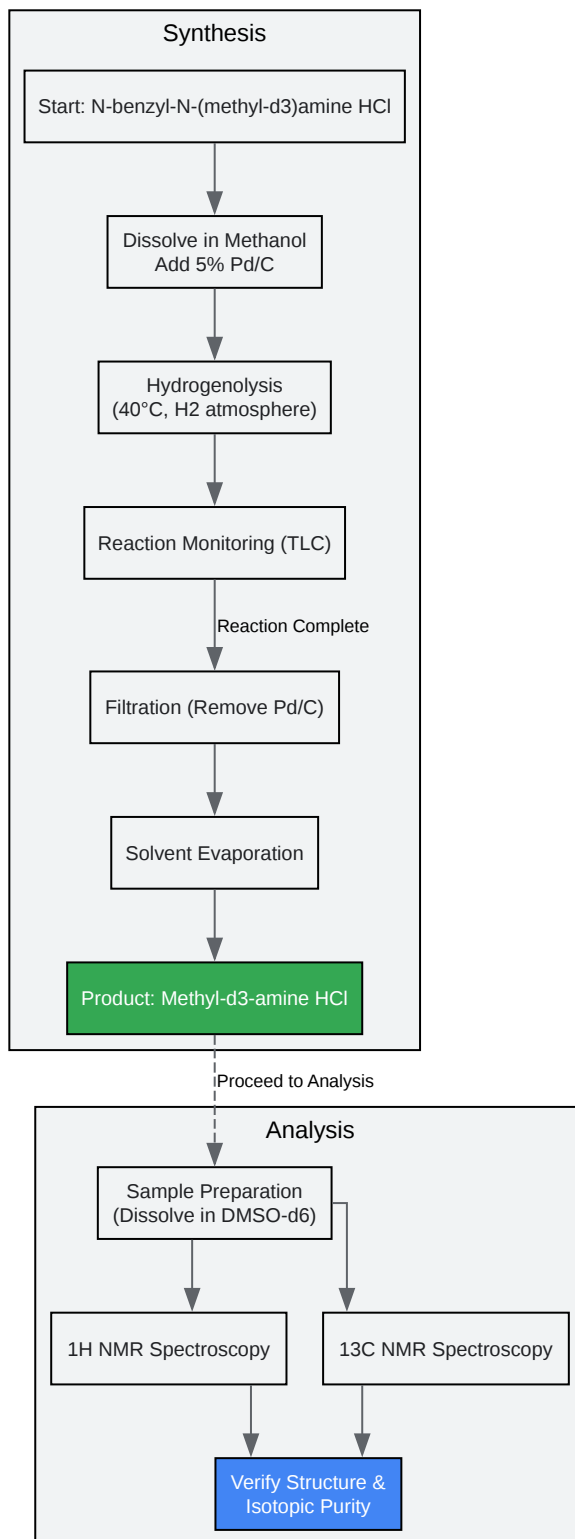 Synthesis
Start: N-benzyl-N-(methyl-d3)amine HCl
Dissolve in Methanol
Add 5% Pd/C
Hydrogenolysis
(40°C, H2 atmosphere)
Reaction Monitoring (TLC)
Reaction Complete
Filtration (Remove Pd/C)
Solvent Evaporation
Product: Methyl-d3-amine HCl
Proceed to Analysis
Analysis
Sample Preparation
(Dissolve in DMSO-d6)
1H NMR Spectroscopy
13C NMR Spectroscopy
Verify Structure &
Isotopic Purity